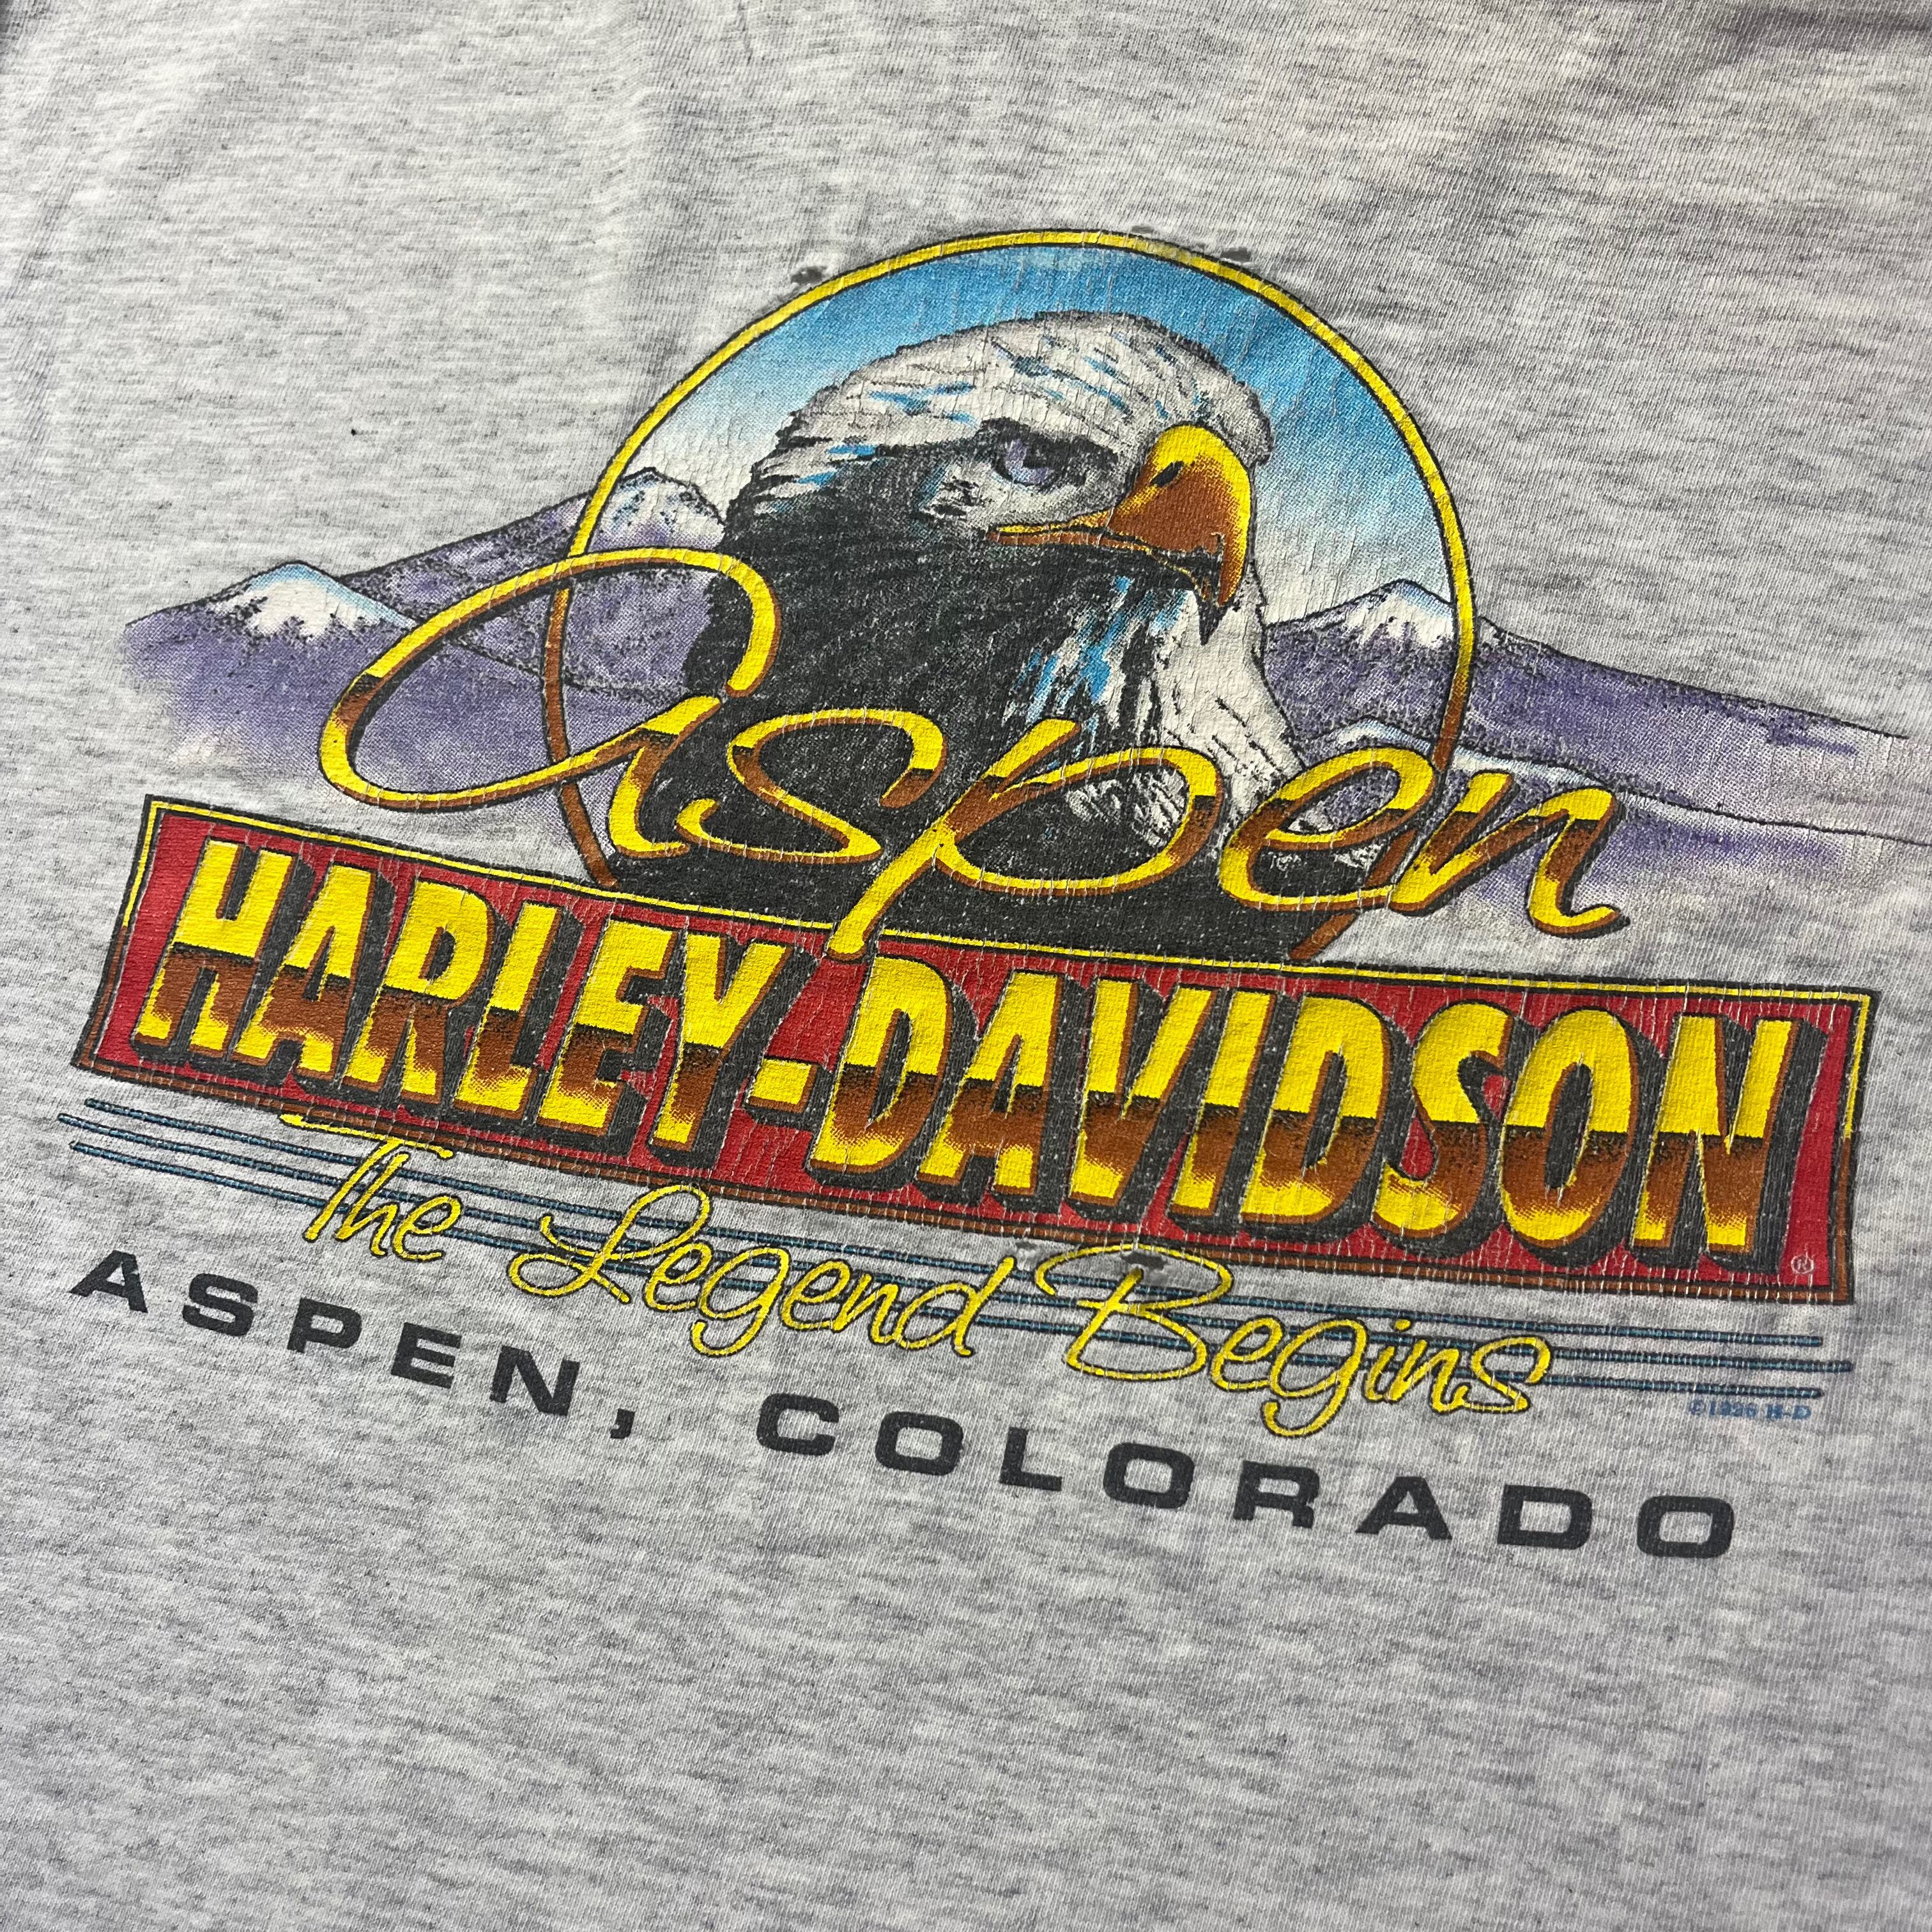 Aspen
HARLEY-DAVIDSON ®
The Legend Begins
© H-D
ASPEN, COLORADO